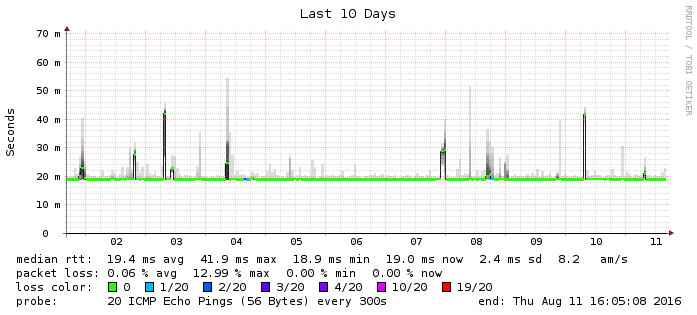 Last 10 Days
RRDTOOL / TOBI OETIKER
Seconds
70 m
60 m
50 m
40 m
30 m
20 m
10 m
0
02 03 04 05 06 07 08 09 10 11
median rtt: 19.4 ms avg 41.9 ms max 18.9 ms min 19.0 ms now 2.4 ms sd 8.2 am/s
packet loss: 0.06 % avg 12.99 % max 0.00 % min 0.00 % now
loss color: 0 1/20 2/20 3/20 4/20 10/20 19/20
probe: 20 ICMP Echo Pings (56 Bytes) every 300s end: Thu Aug 11 16:05:08 2016